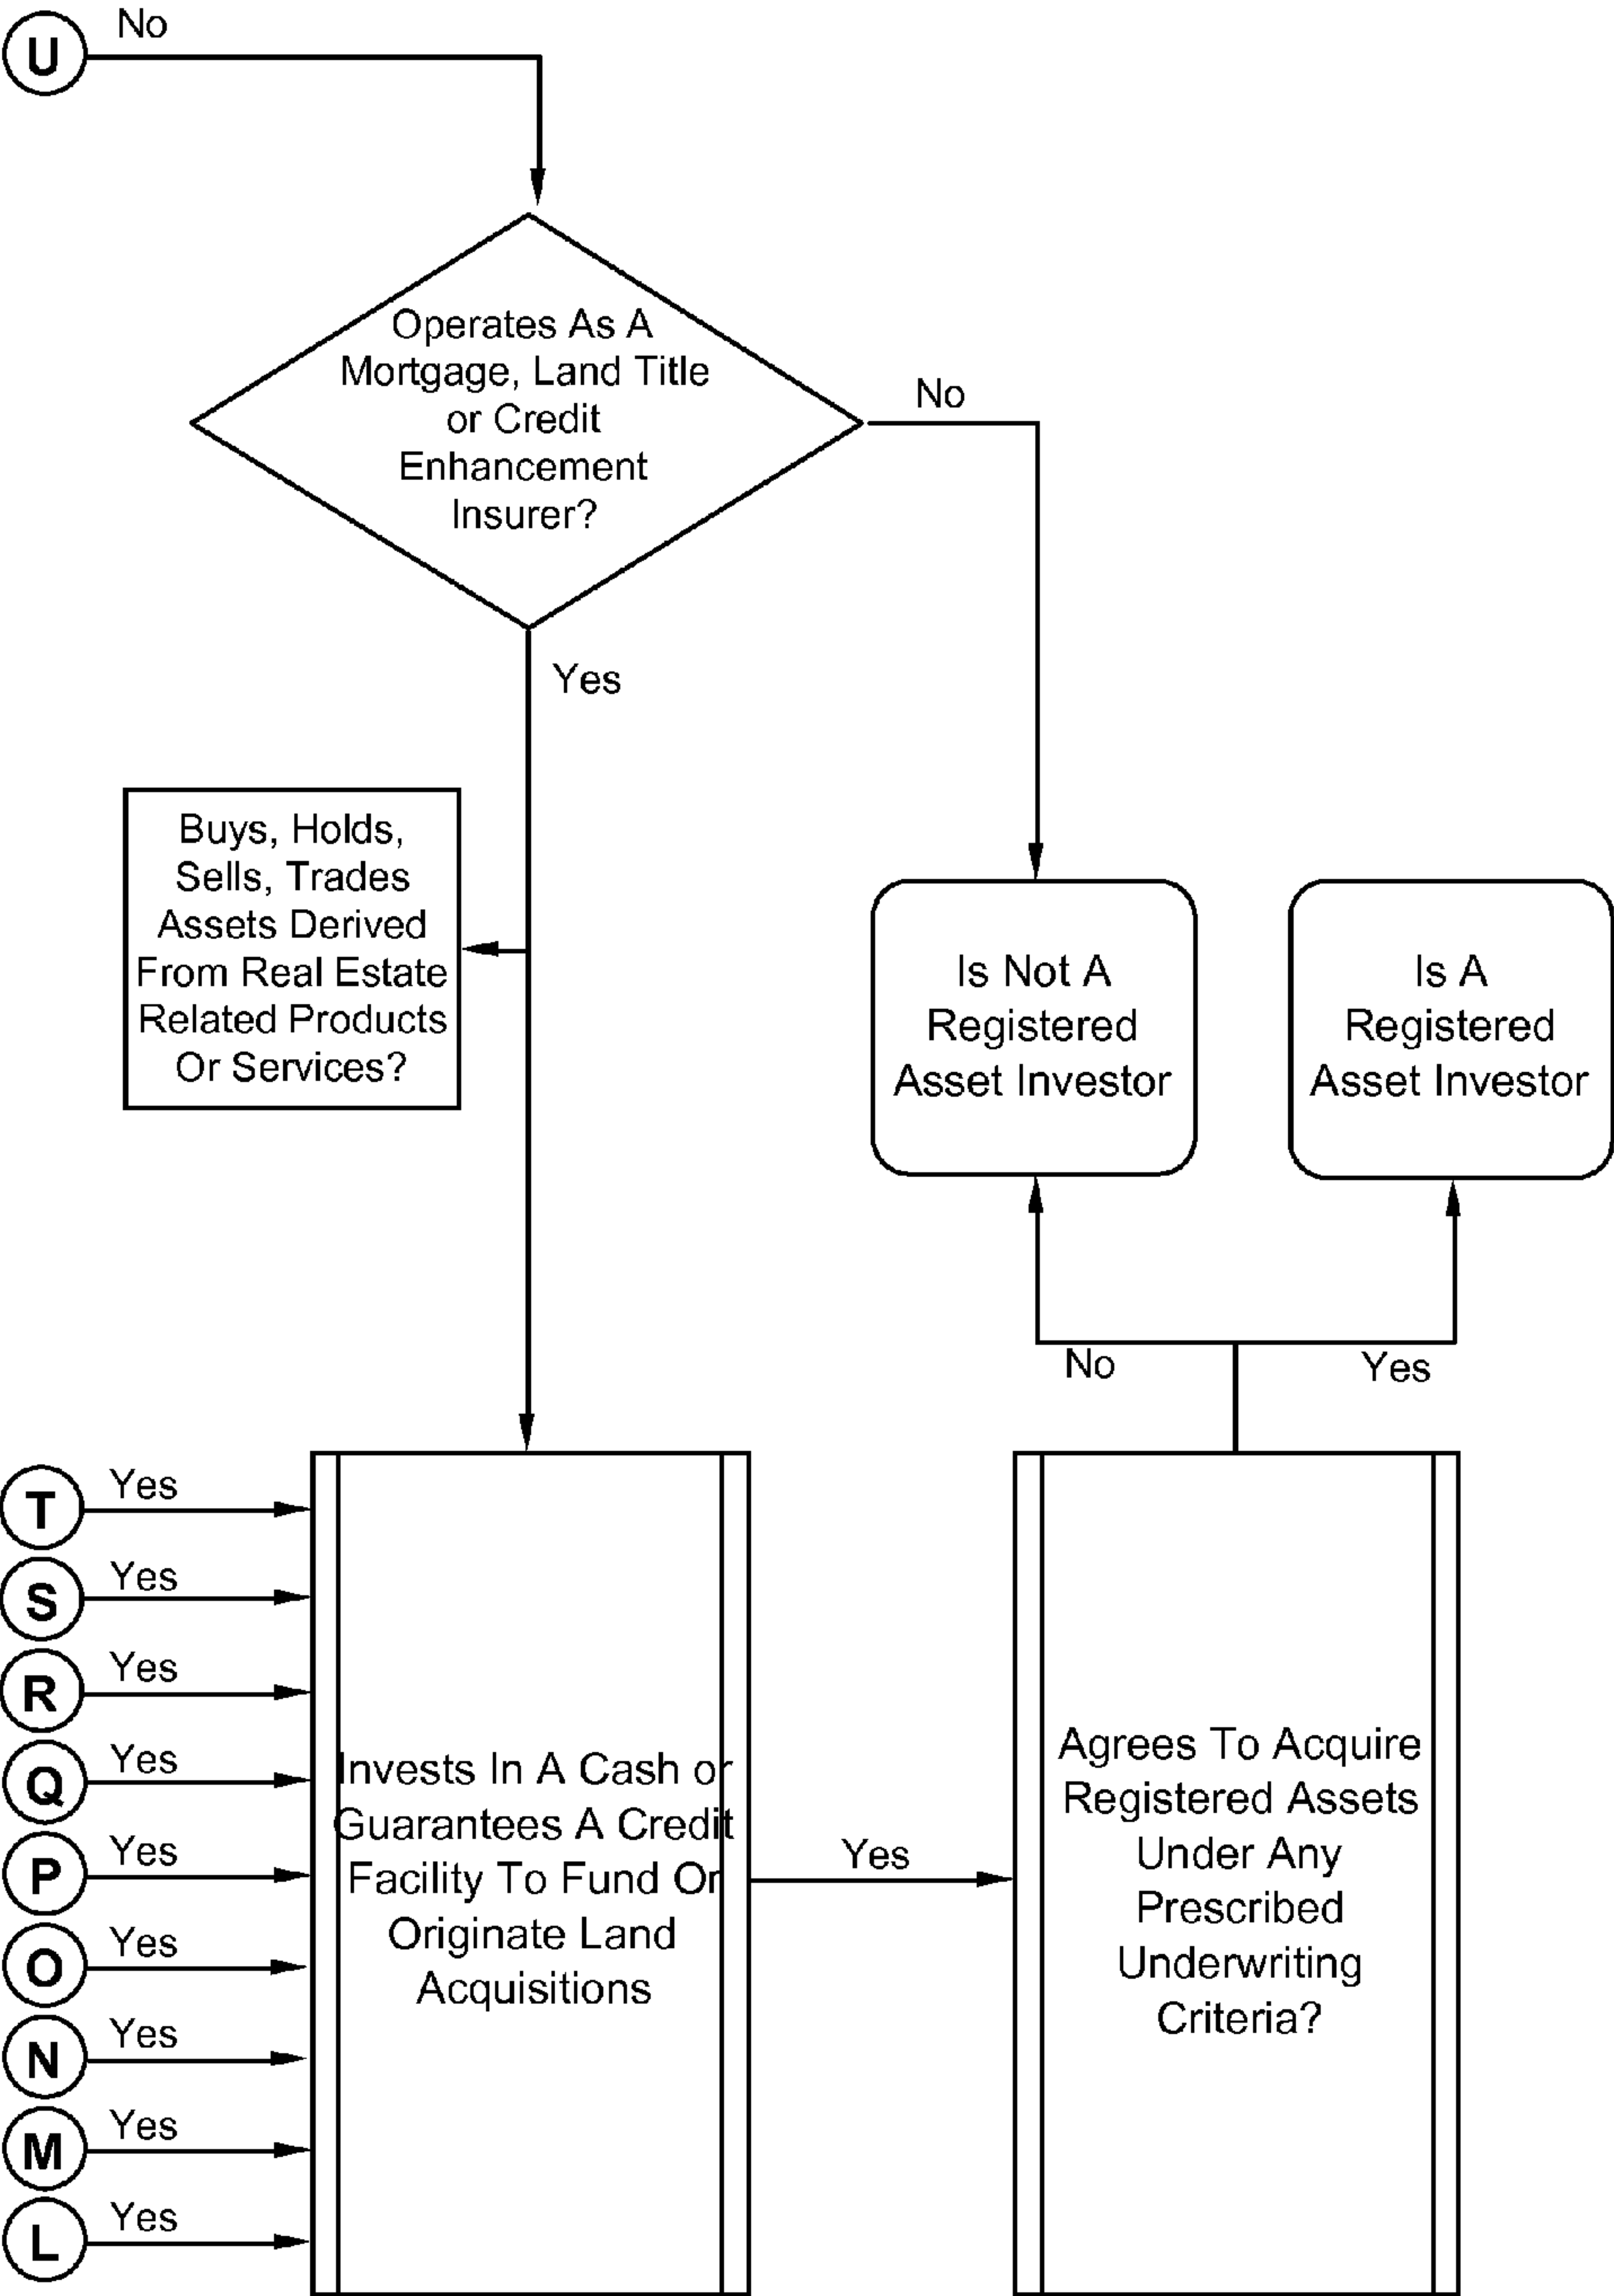 U
No
Operates As A
Mortgage, Land Title
or Credit
Enhancement
Insurer?
No
Yes
Buys, Holds,
Sells, Trades
Assets Derived
From Real Estate
Related Products
Or Services?
Is Not A
Registered
Asset Investor
Is A
Registered
Asset Investor
No
Yes
T
Yes
S
Yes
R
Yes
Q
Yes
P
Yes
O
Yes
N
Yes
M
Yes
L
Yes
Invests In A Cash or
Guarantees A Credit
Facility To Fund Or
Originate Land
Acquisitions
Yes
Agrees To Acquire
Registered Assets
Under Any
Prescribed
Underwriting
Criteria?